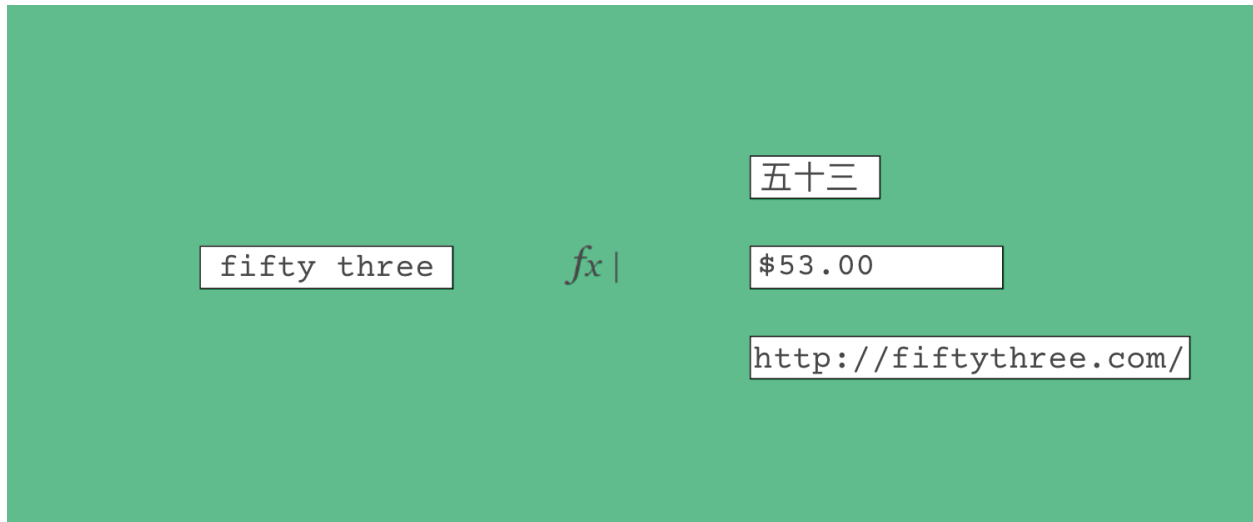 五十三
fifty three
fx |
$53.00
http://fiftythree.com/